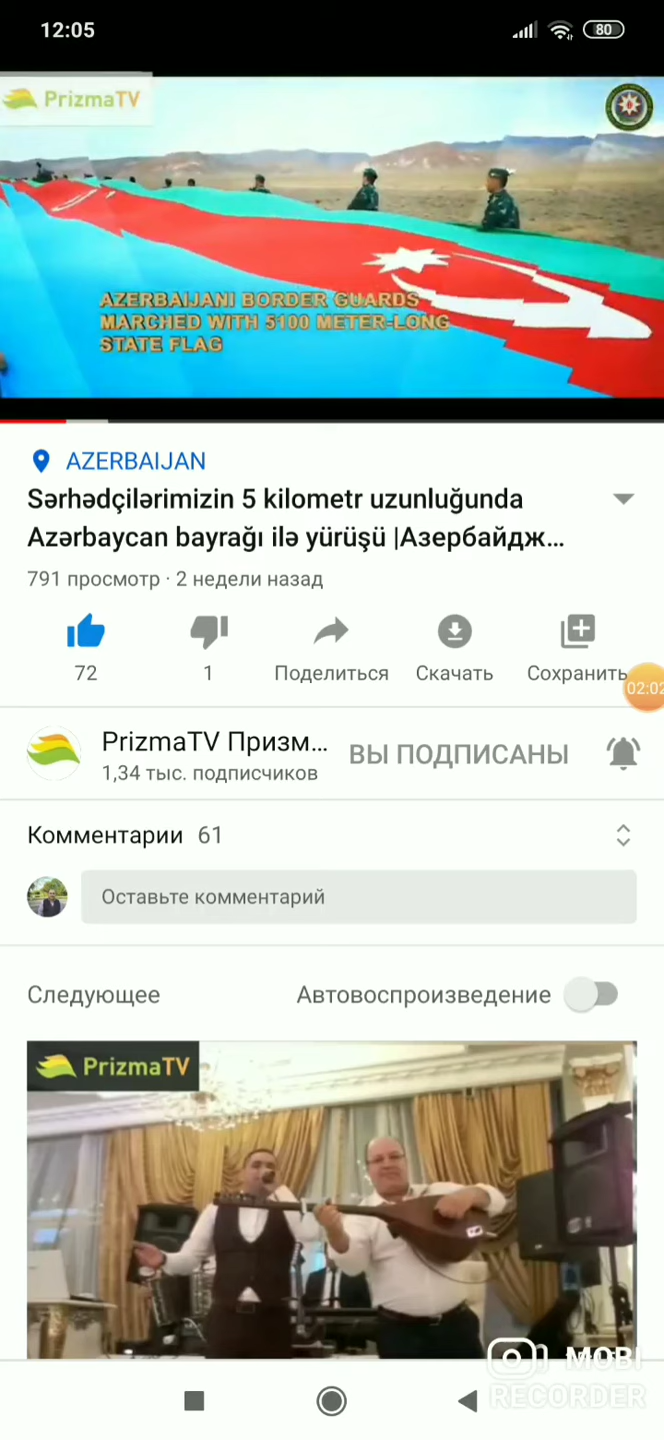 12:05
80
PrizmaTV
AZERBAIJANI BORDER GUARDS
MARCHED WITH 5100 METER-LONG
STATE FLAG
AZERBAIJAN
Sərhədçilərimizin 5 kilometr uzunluğunda
Azərbaycan bayrağı ilə yürüşü |Азербайдж...
791 просмотр · 2 недели назад
72
1
Поделиться
Скачать
Сохранить
02:02
PrizmaTV Призм...
ВЫ ПОДПИСАНЫ
1,34 тыс. подписчиков
Комментарии 61
Оставьте комментарий
Следующее
Автовоспроизведение
PrizmaTV
MOBI
RECORDER